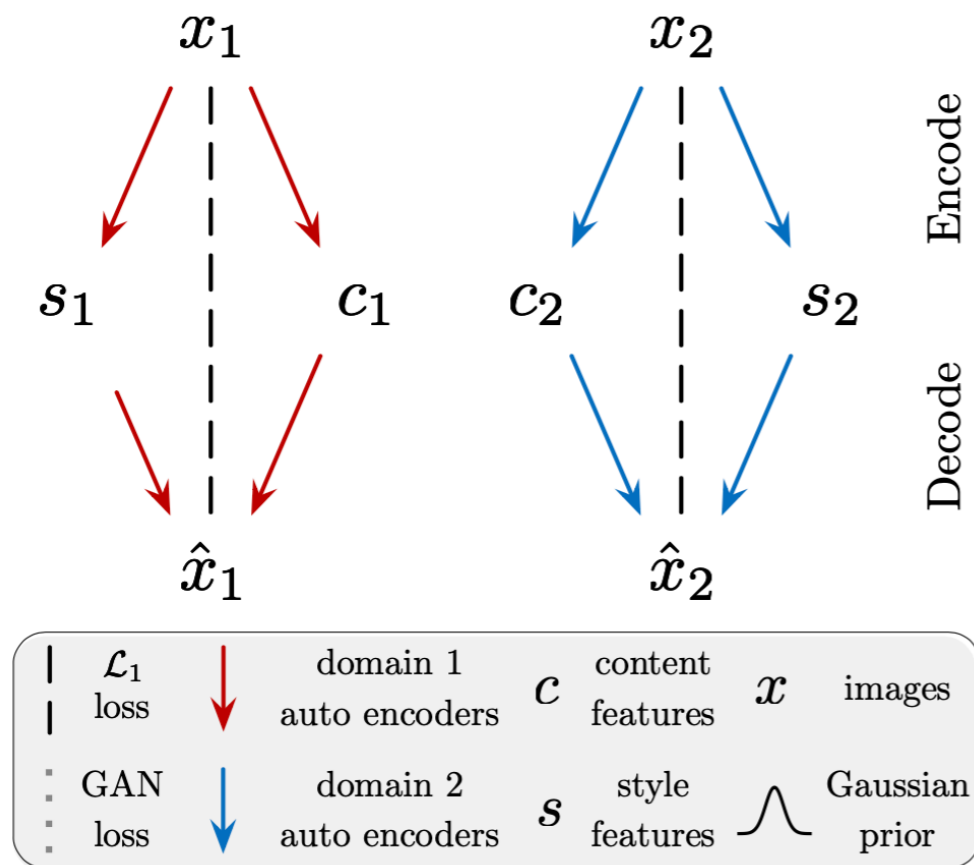 x₁ x₂
Encode
s₁ c₁ c₂ s₂
Decode
x̂₁ x̂₂
ℒ₁ loss
domain 1 auto encoders
c
content features
x
images
GAN loss
domain 2 auto encoders
s
style features
Gaussian prior